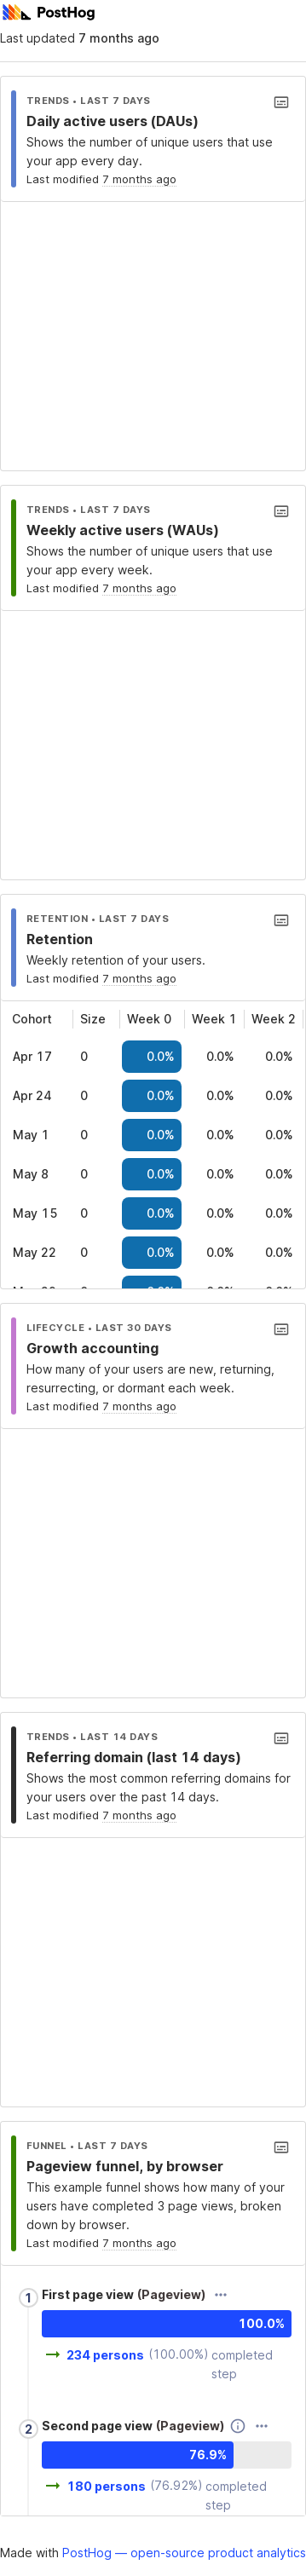 PostHog
Last updated 7 months ago
TRENDS • LAST 7 DAYS
Daily active users (DAUs)
Shows the number of unique users that use
your app every day.
Last modified 7 months ago
TRENDS • LAST 7 DAYS
Weekly active users (WAUs)
Shows the number of unique users that use
your app every week.
Last modified 7 months ago
RETENTION • LAST 7 DAYS
Retention
Weekly retention of your users.
Last modified 7 months ago
Cohort Size Week 0 Week 1 Week 2
Apr 17 0 0.0% 0.0% 0.0%
Apr 24 0 0.0% 0.0% 0.0%
May 1 0 0.0% 0.0% 0.0%
May 8 0 0.0% 0.0% 0.0%
May 15 0 0.0% 0.0% 0.0%
May 22 0 0.0% 0.0% 0.0%
LIFECYCLE • LAST 30 DAYS
Growth accounting
How many of your users are new, returning,
resurrecting, or dormant each week.
Last modified 7 months ago
TRENDS • LAST 14 DAYS
Referring domain (last 14 days)
Shows the most common referring domains for
your users over the past 14 days.
Last modified 7 months ago
FUNNEL • LAST 7 DAYS
Pageview funnel, by browser
This example funnel shows how many of your
users have completed 3 page views, broken
down by browser.
Last modified 7 months ago
1 First page view (Pageview)
100.0%
234 persons (100.00%) completed
step
2 Second page view (Pageview)
76.9%
180 persons (76.92%) completed
step
Made with PostHog — open-source product analytics